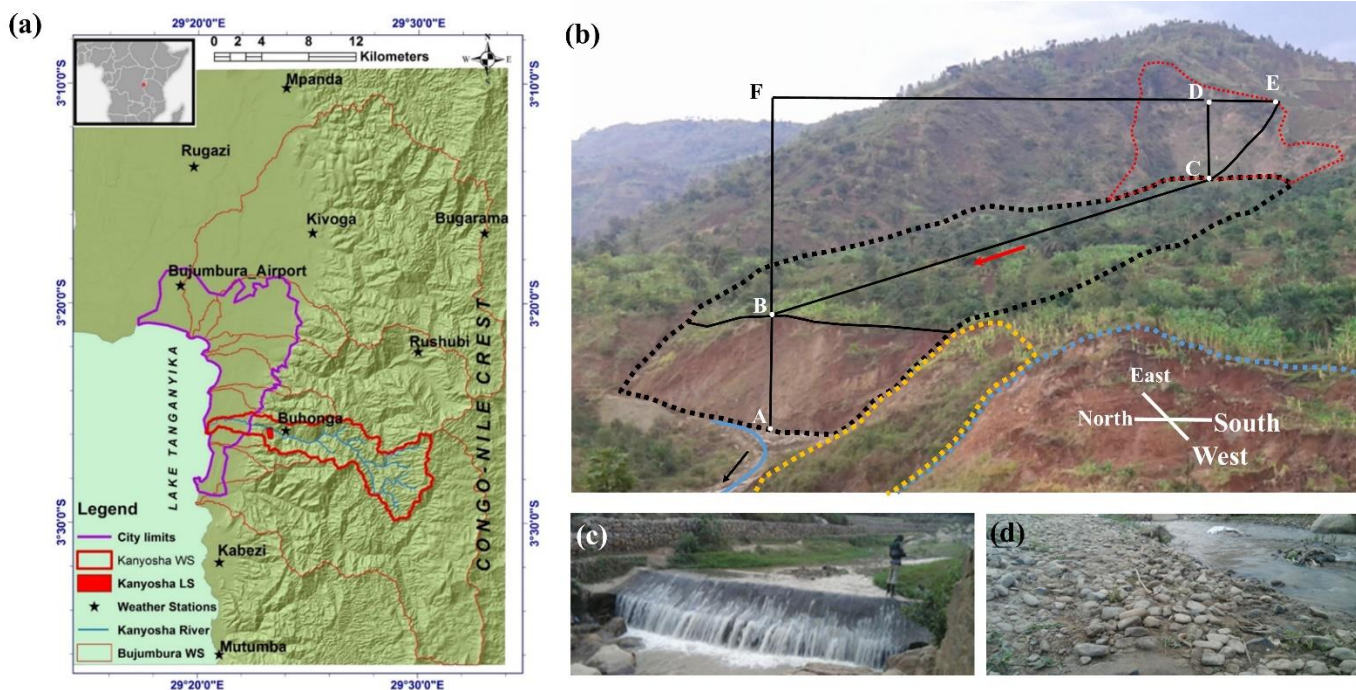 (a)
29°20'0"E
29°30'0"E
0 2 4 8 12
Kilometers
N
W E
S
3°10'0"S
3°10'0"S
Mpanda
Rugazi
Kivoga
Bugarama
Bujumbura_Airport
3°20'0"S
3°20'0"S
Rushubi
LAKE TANGANYIKA
CONGO-NILE CREST
Buhonga
Legend
City limits
Kanyosha WS
Kanyosha LS
Weather Stations
Kanyosha River
Bujumbura WS
3°30'0"S
3°30'0"S
Kabezi
Mutumba
29°20'0"E
29°30'0"E
(b)
F
D
E
C
B
A
East
North
South
West
(c)
(d)